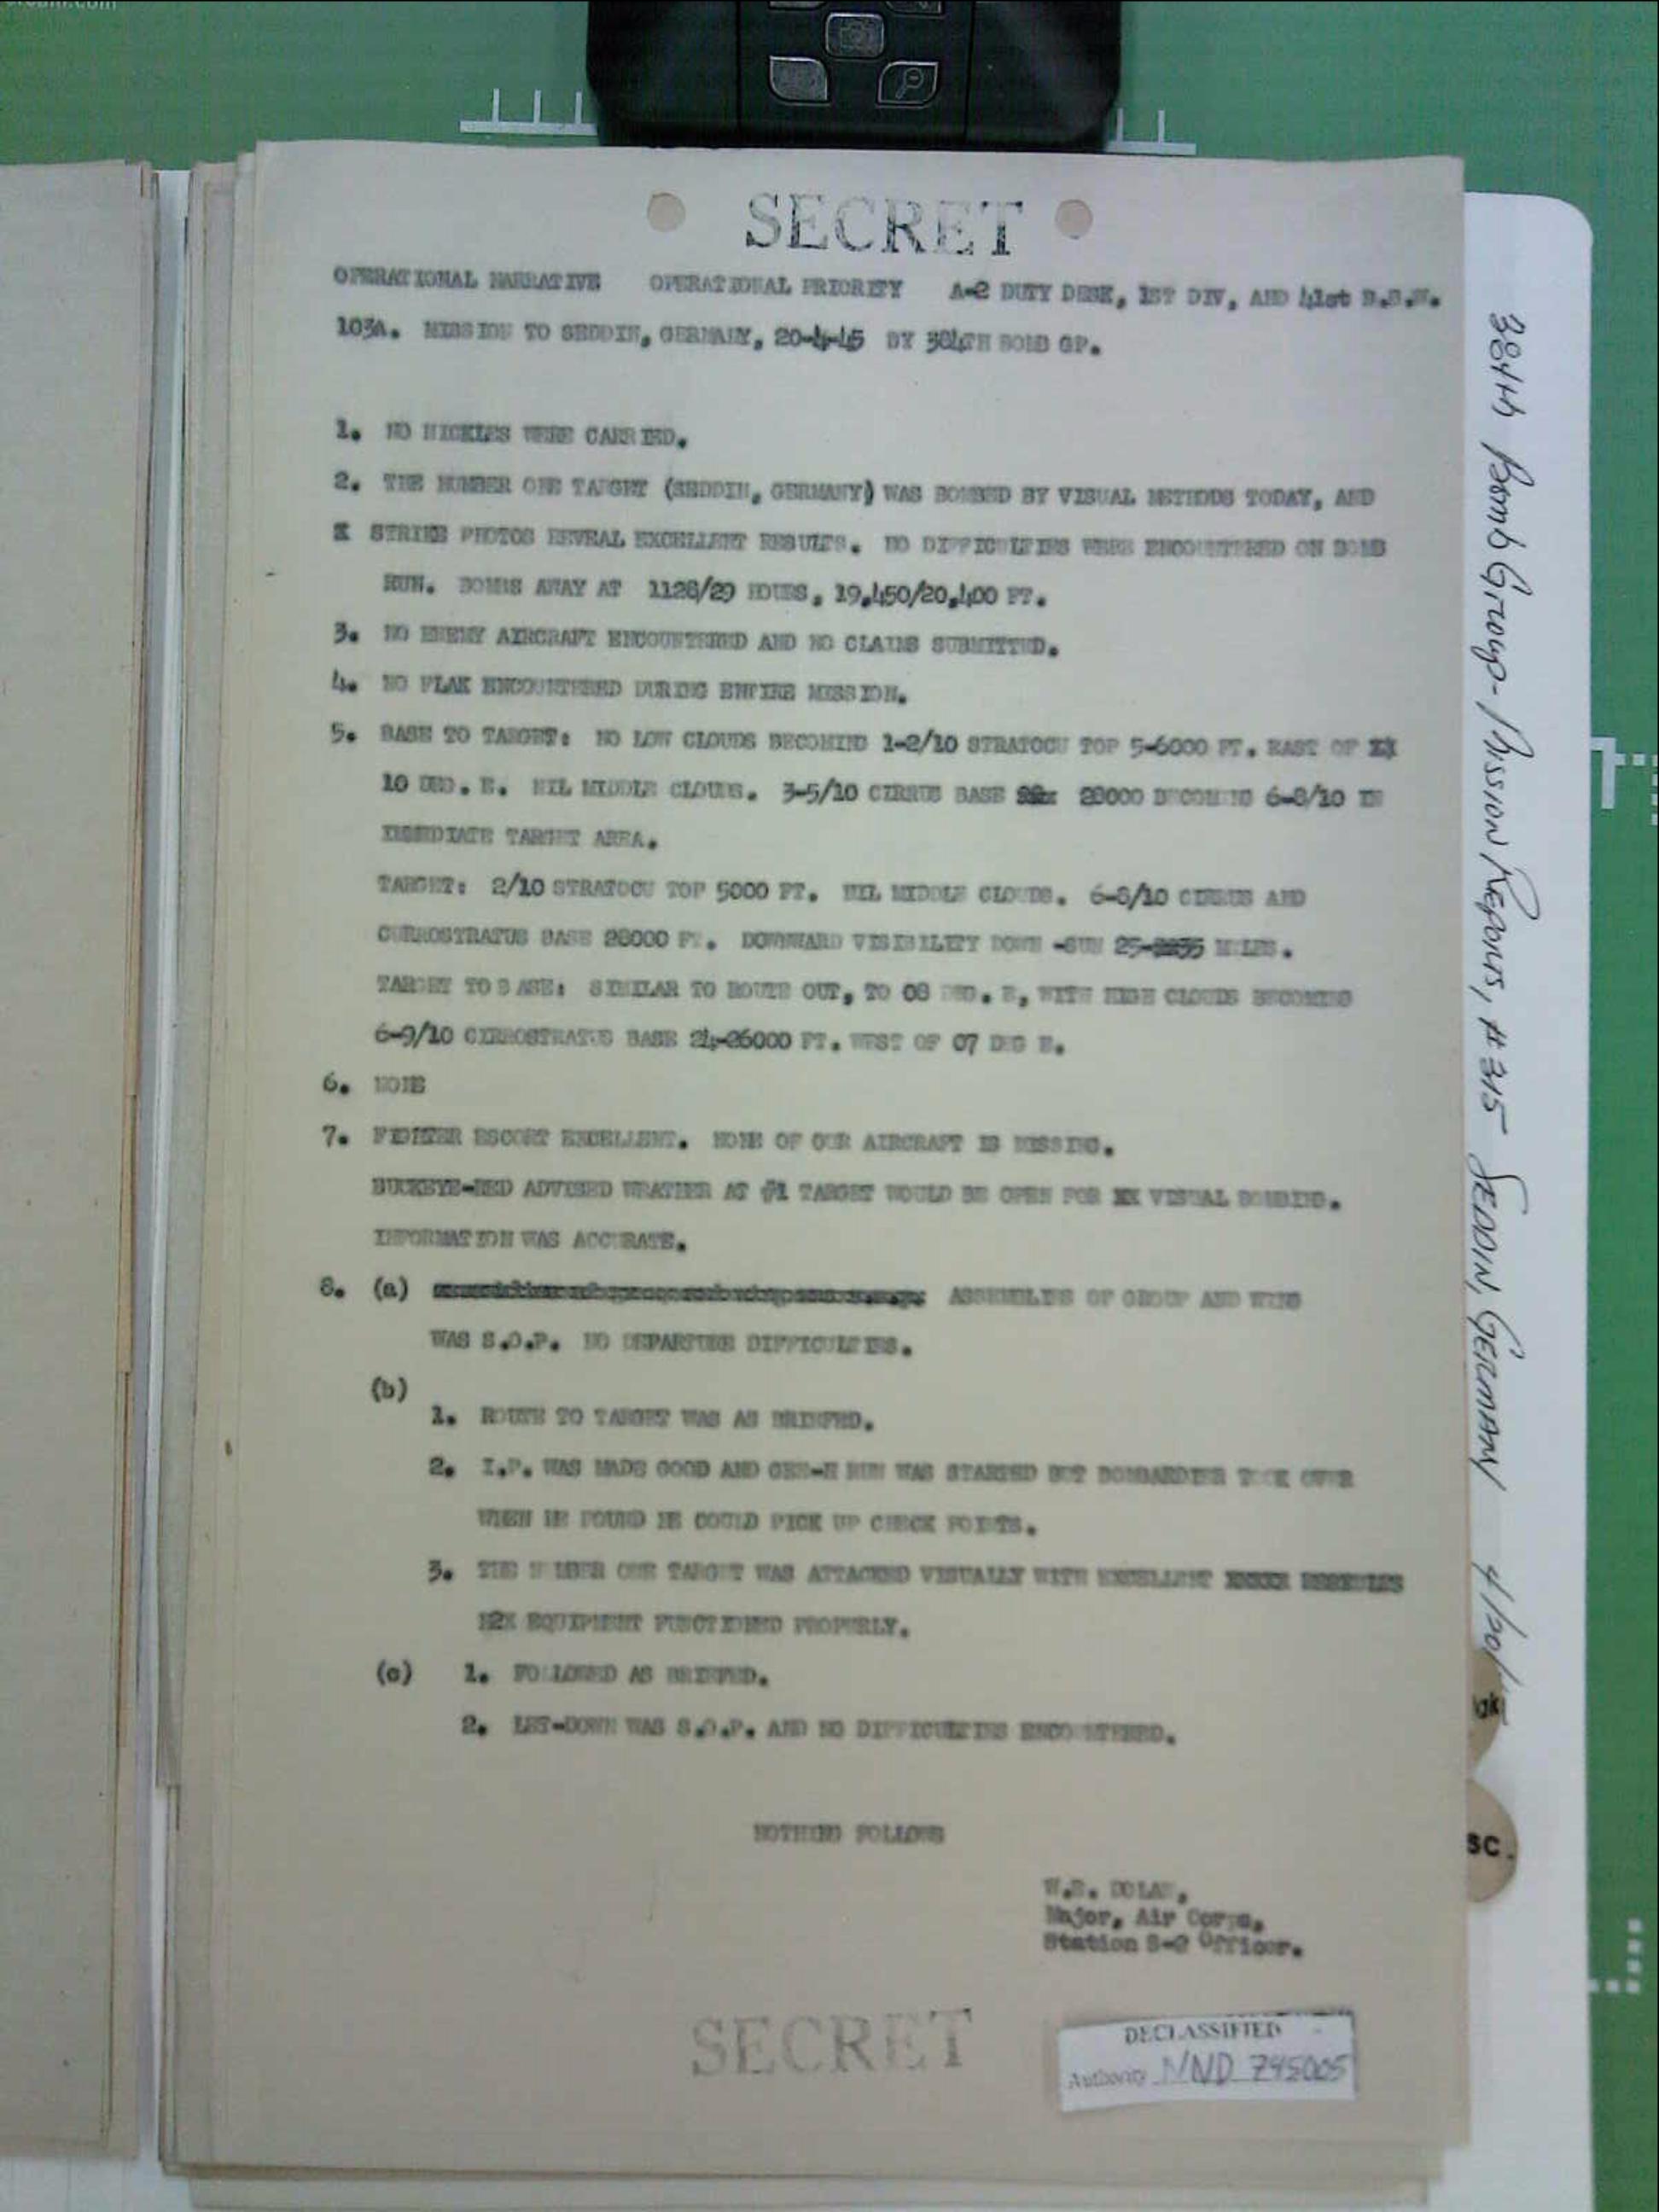 SECRET
OPERATIONAL NARRATIVE OPERATIONAL PRIORITY A-2 DUTY DESK, 1ST DIV, AND 41st B.S.W.
103A. MISSION TO SEDDIN, GERMANY, 20-4-45 BY 384TH BOMB GP.
1. NO NICKLES WERE CARRIED.
2. THE NUMBER ONE TARGET (SEDDIN, GERMANY) WAS BOMBED BY VISUAL METHODS TODAY, AND
X STRIKE PHOTOS REVEAL EXCELLENT RESULTS. NO DIFFICULTIES WERE ENCOUNTERED ON BOMB
RUN. BOMBS AWAY AT 1128/29 HOURS, 19,450/20,400 FT.
3. NO ENEMY AIRCRAFT ENCOUNTERED AND NO CLAIMS SUBMITTED.
4. NO FLAK ENCOUNTERED DURING ENTIRE MISSION.
5. BASE TO TARGET: NO LOW CLOUDS BECOMING 1-2/10 STRATOCU TOP 5-6000 FT. EAST OF XX
10 DEG. E. NIL MIDDLE CLOUDS. 3-5/10 CIRRUS BASE 28000 BECOMING 6-8/10 IN
IMMEDIATE TARGET AREA.
TARGET: 2/10 STRATOCU TOP 5000 FT. NIL MIDDLE CLOUDS. 6-8/10 CIRRUS AND
CURROSTRATUS BASE 28000 FT. DOWNWARD VISIBILITY DOWN -SUN 25-35 MILES.
TARGET TO BASE: SIMILAR TO ROUTE OUT, TO 08 DEG. E, WITH HIGH CLOUDS BECOMING
6-9/10 CIRROSTRATUS BASE 24-26000 FT. WEST OF 07 DEG E.
6. NONE
7. FIGHTER ESCORT EXCELLENT. NONE OF OUR AIRCRAFT IS MISSING.
BUCKEYE-RED ADVISED WEATHER AT #1 TARGET WOULD BE OPEN FOR XX VISUAL BOMBING.
INFORMATION WAS ACCURATE.
8. (a) ASSEMBLIES OF GROUP AND WING
WAS S.O.P. NO DEPARTURE DIFFICULTIES.
(b)
1. ROUTE TO TARGET WAS AS BRIEFED.
2. I.P. WAS MADE GOOD AND GEE-H RUN WAS STARTED BUT BOMBARDIER TOOK OVER
WHEN HE FOUND HE COULD PICK UP CHECK POINTS.
3. THE NUMBER ONE TARGET WAS ATTACKED VISUALLY WITH EXCELLENT RESULTS
H2X EQUIPMENT FUNCTIONED PROPERLY.
(c) 1. FOLLOWED AS BRIEFED.
2. LET-DOWN WAS S.O.P. AND NO DIFFICULTIES ENCOUNTERED.
NOTHING FOLLOWS
W.E. DOLAN,
Major, Air Corps,
Station S-2 Officer.
SECRET
DECLASSIFIED
Authority NND 745005
384th Bomb Group - Mission Reports, #315 SEDDIN, GERMANY 4/20/
sc.